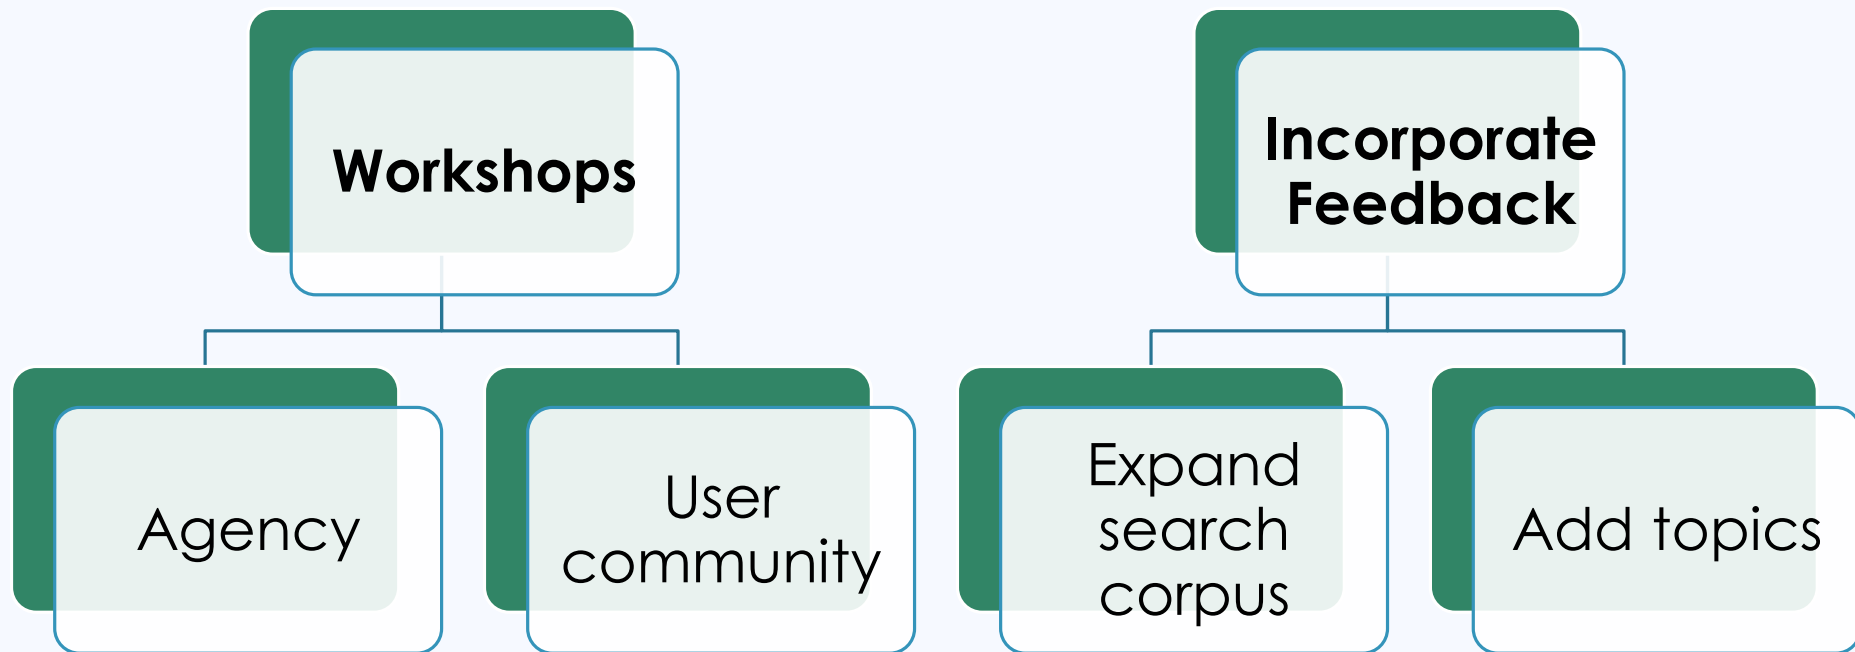 Workshops
Incorporate
Feedback
Agency
User
community
Expand
search
corpus
Add topics